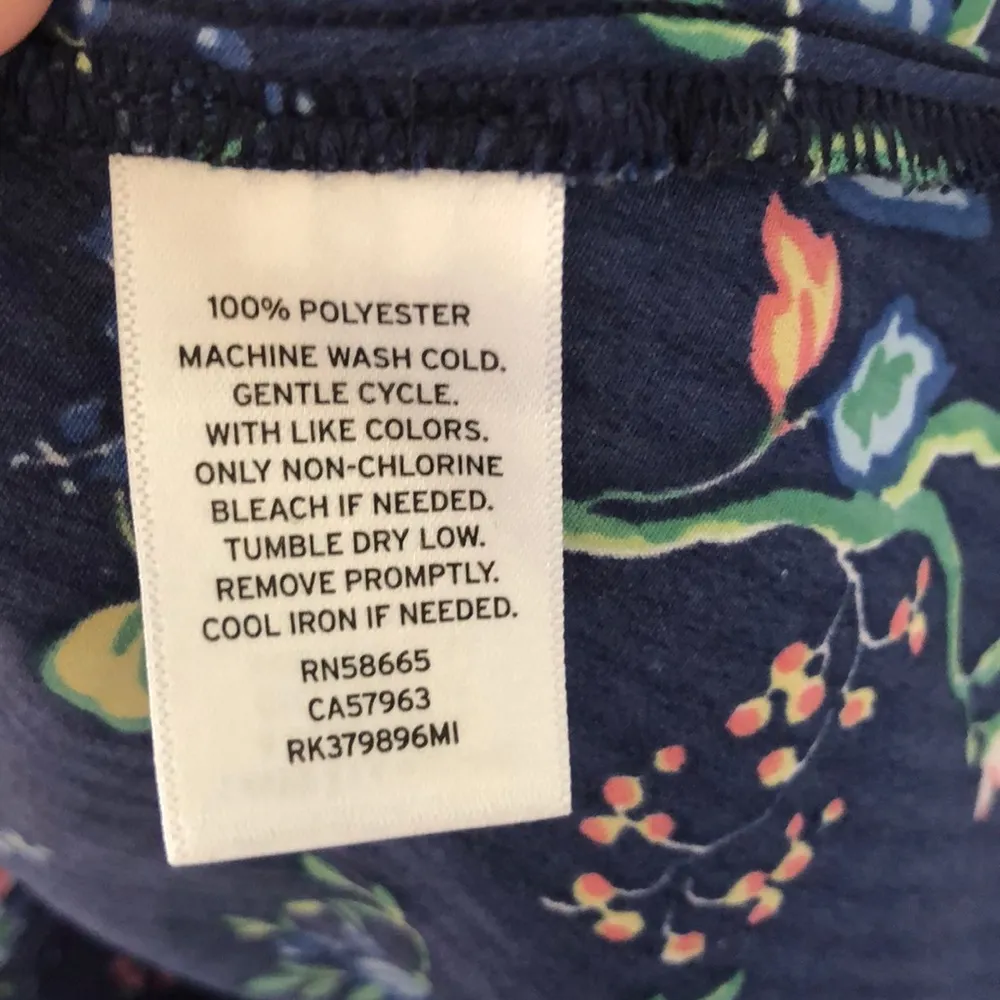 100% POLYESTER
MACHINE WASH COLD.
GENTLE CYCLE.
WITH LIKE COLORS.
ONLY NON-CHLORINE
BLEACH IF NEEDED.
TUMBLE DRY LOW.
REMOVE PROMPTLY.
COOL IRON IF NEEDED.
RN58665
CA57963
RK379896MI